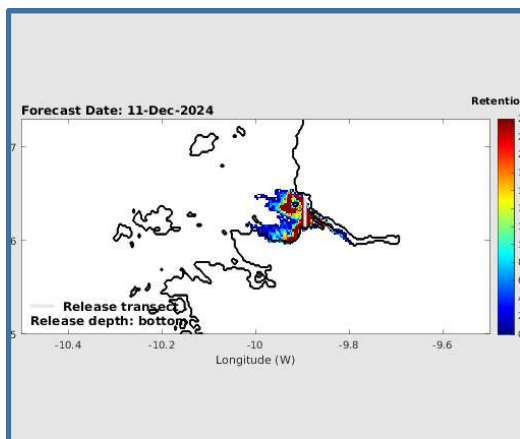 Retentio
Forecast Date: 11-Dec-2024
7
6
5
Release transect
Release depth: bottom
-10.4
-10.2
-10
-9.8
-9.6
Longitude (W)